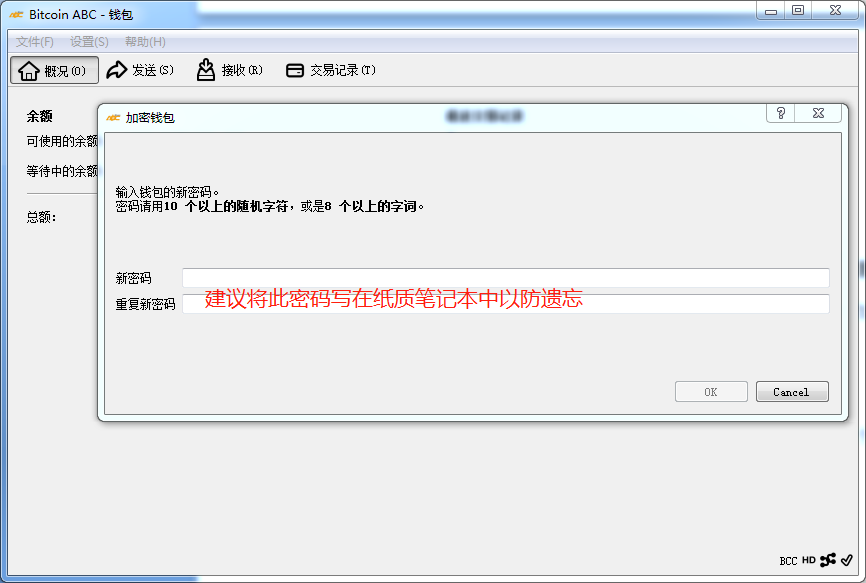 Bitcoin ABC - 钱包
文件(F) 设置(S) 帮助(H)
概况(O) 发送(S) 接收(R) 交易记录(T)
余额
加密钱包
可使用的余额
等待中的余额
总额:
输入钱包的新密码。
密码请用10 个以上的随机字符，或是8 个以上的字词。
新密码
建议将此密码写在纸质笔记本中以防遗忘
重复新密码
OK Cancel
BCC HD